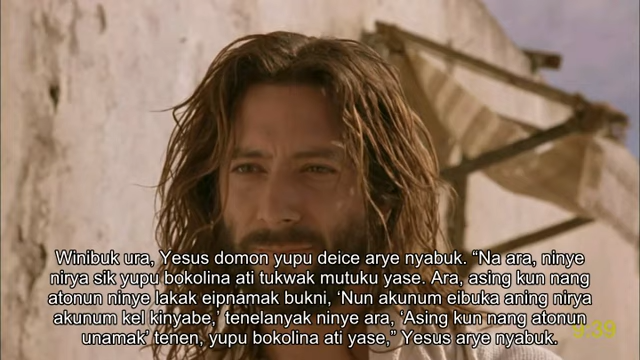 Winibuk ura, Yesus domon yupu deice arye nyabuk. “Na ara, ninye
nirya sik yupu bokolina ati tukwak mutuku yase. Ara, asing kun nang
atonun ninye lakak eipnamak bukni, ‘Nun akunum eibuka aning nirya
akunum kel kinyabe,’ tenelanyak ninye ara, ‘Asing kun nang atonun
unamak’ tenen, yupu bokolina ati yase,” Yesus arye nyabuk.
9:39